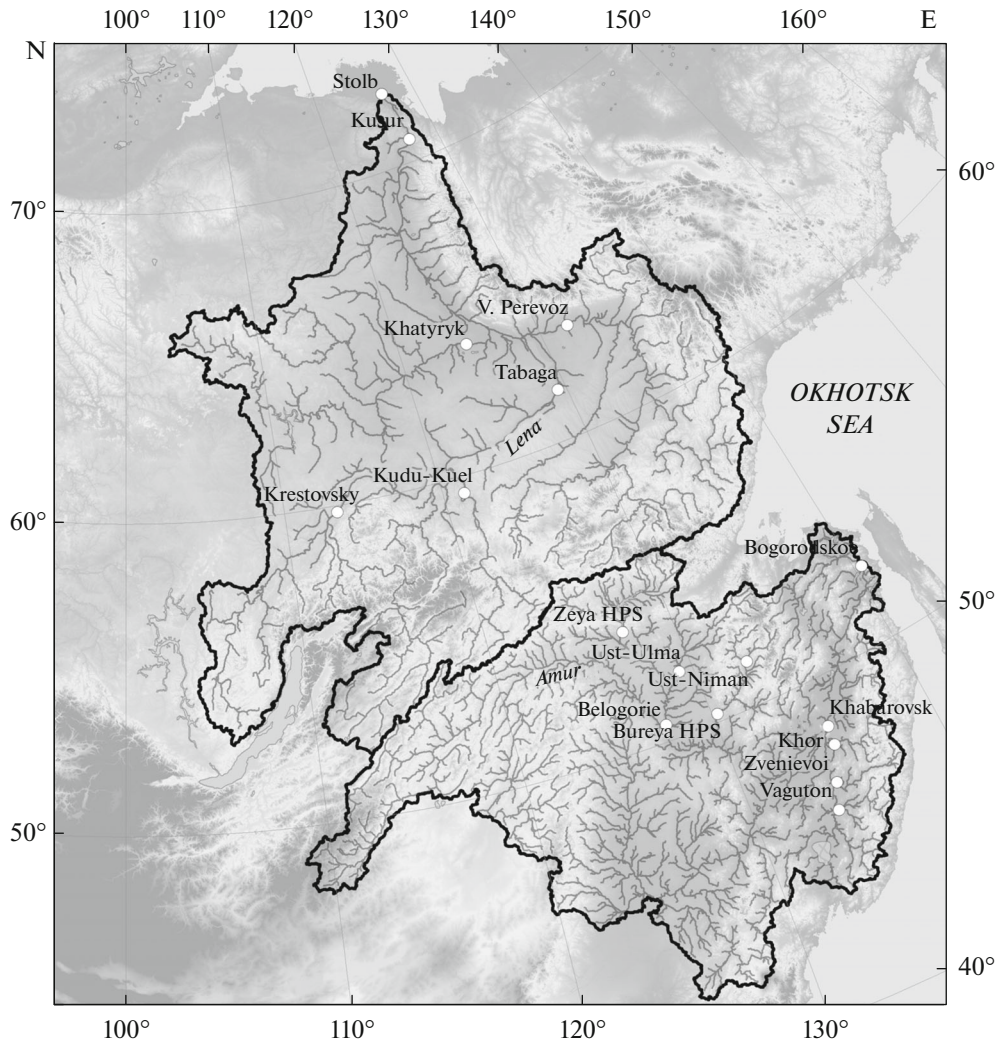 100° 110° 120° 130° 140° 150° 160° E
N
Stolb
Kusur
60°
70°
V. Perevoz
Khatyryk
Tabaga
OKHOTSK
SEA
Lena
Kudu-Kuel
Krestovsky
60°
Bogorodskoe
50°
Zeya HPS
Ust-Ulma
Amur
Ust-Niman
Belogorie
Khabarovsk
Bureya HPS
Khor
Zvenievoi
Vaguton
50°
40°
100° 110° 120° 130°